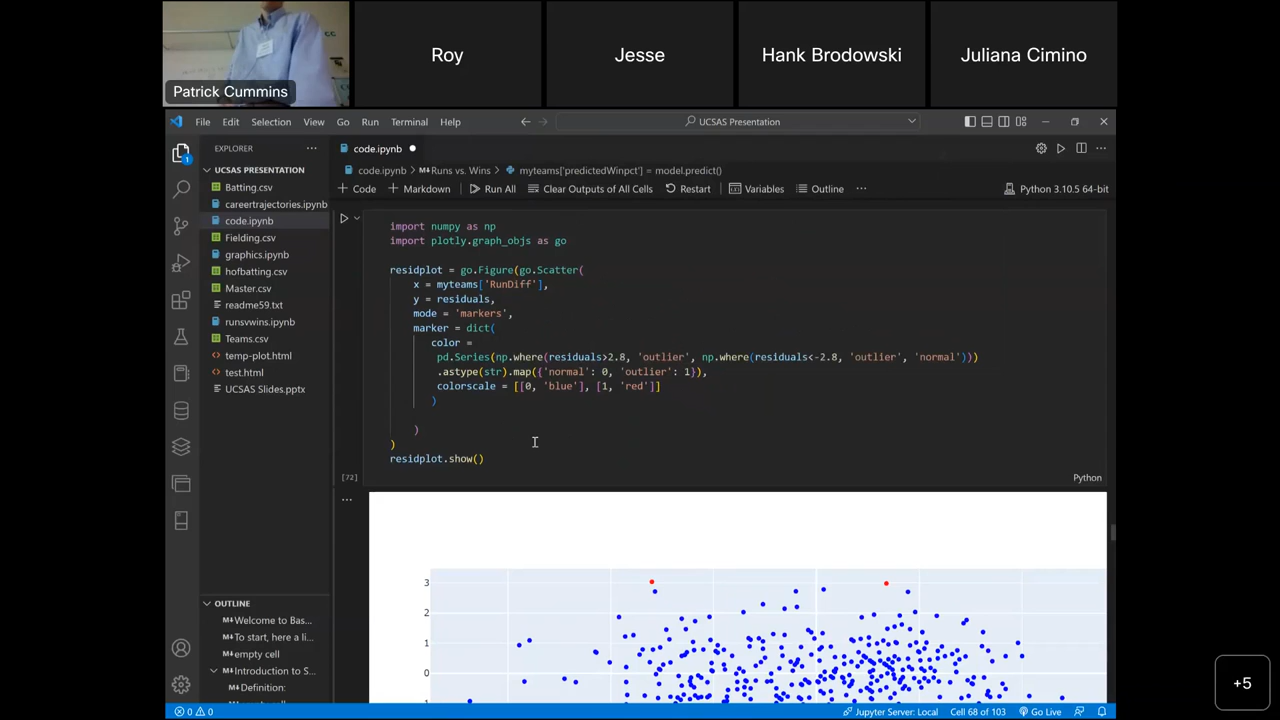 Patrick Cummins
Roy
Jesse
Hank Brodowski
Juliana Cimino
File Edit Selection View Go Run Terminal Help
UCSAS Presentation
EXPLORER
UCSAS PRESENTATION
Batting.csv
careertrajectories.ipynb
code.ipynb
Fielding.csv
graphics.ipynb
hofbatting.csv
Master.csv
readme59.txt
runsvwins.ipynb
Teams.csv
temp-plot.html
test.html
UCSAS Slides.pptx
OUTLINE
M↓Welcome to Bas...
M↓To start, here a li...
M↓empty cell
M↓Introduction to S...
M↓Definition:
code.ipynb
code.ipynb > M↓Runs vs. Wins > myteams['predictedWinpct'] = model.predict()
+ Code + Markdown Run All Clear Outputs of All Cells Restart Variables Outline ... Python 3.10.5 64-bit
import numpy as np
import plotly.graph_objs as go
residplot = go.Figure(go.Scatter(
x = myteams['RunDiff'],
y = residuals,
mode = 'markers',
marker = dict(
color =
pd.Series(np.where(residuals>2.8, 'outlier', np.where(residuals<-2.8, 'outlier', 'normal')))
.astype(str).map({'normal': 0, 'outlier': 1}),
colorscale = [[0, 'blue'], [1, 'red']]
)
)
)
residplot.show()
[72]
Python
3
2
1
0
0 0
Jupyter Server: Local Cell 68 of 103 Go Live
+5